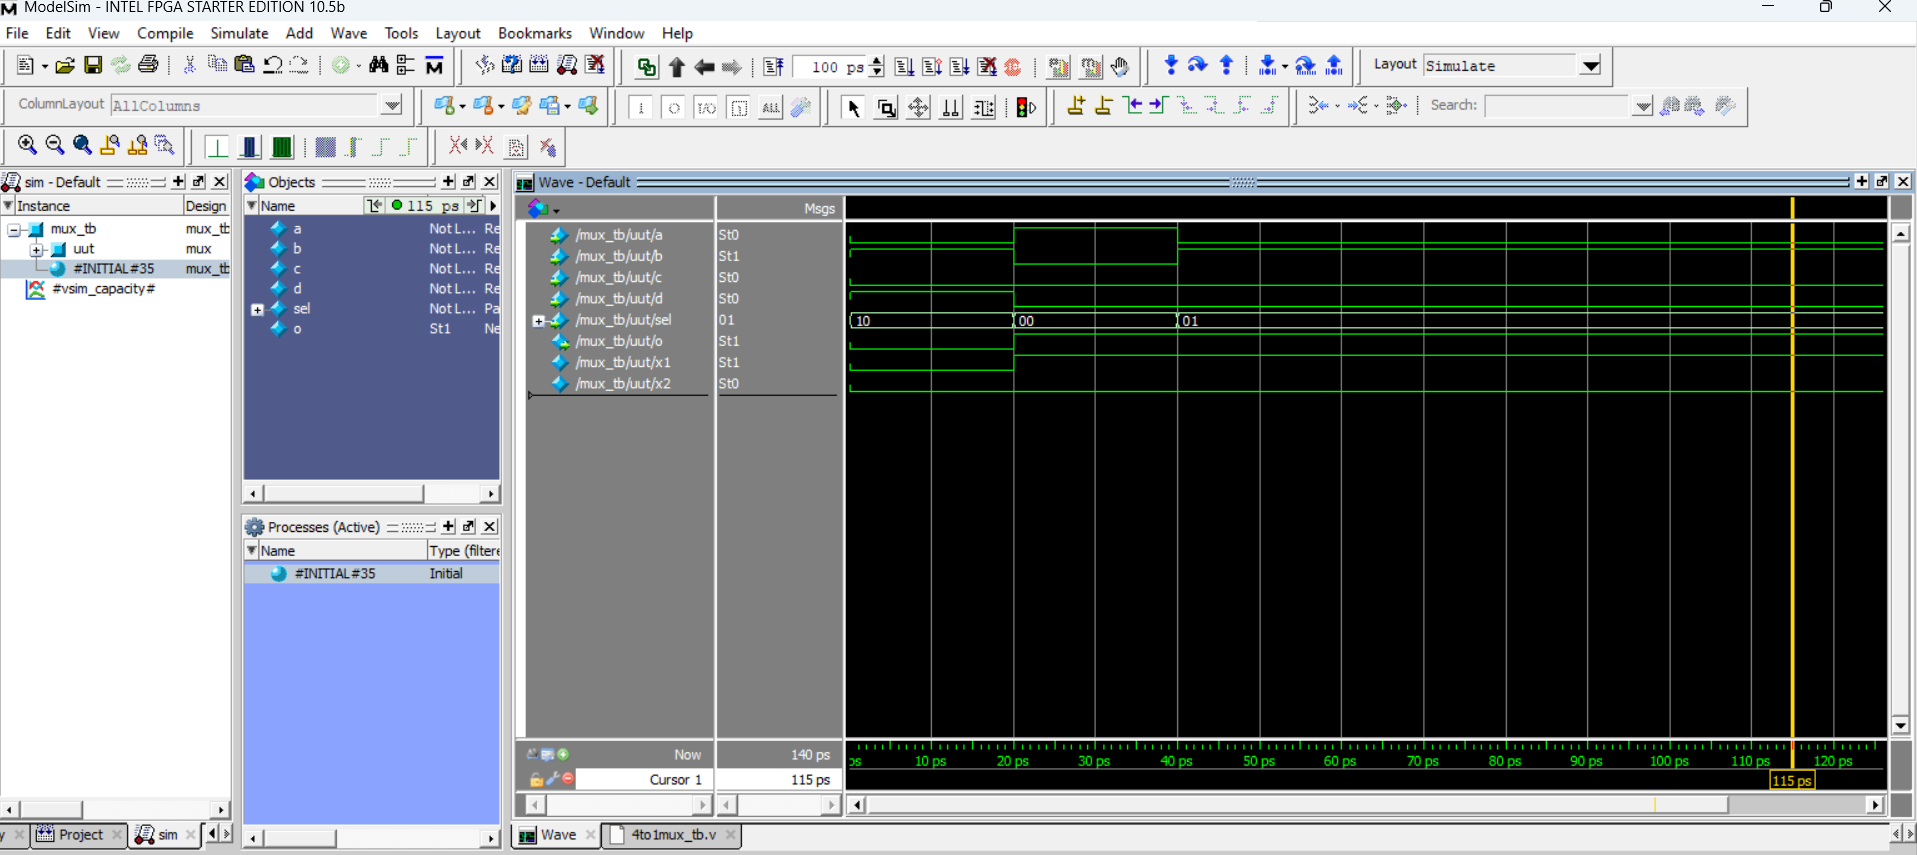 ModelSim - INTEL FPGA STARTER EDITION 10.5b
File Edit View Compile Simulate Add Wave Tools Layout Bookmarks Window Help
100 ps
Layout Simulate
ColumnLayout AllColumns
I/O
ALL
Search:
sim - Default
Instance Design
mux_tb mux_tb
uut mux
#INITIAL#35 mux_tb
#vsim_capacity#
Objects
Name 115 ps
a Not L... Re
b Not L... Re
c Not L... Re
d Not L... Re
sel Not L... Pa
o St1 Ne
Processes (Active)
Name Type (filtere
#INITIAL#35 Initial
Wave - Default
Msgs
/mux_tb/uut/a St0
/mux_tb/uut/b St1
/mux_tb/uut/c St0
/mux_tb/uut/d St0
/mux_tb/uut/sel 01 10 00 01
/mux_tb/uut/o St1
/mux_tb/uut/x1 St1
/mux_tb/uut/x2 St0
Now 140 ps
ps 10 ps 20 ps 30 ps 40 ps 50 ps 60 ps 70 ps 80 ps 90 ps 100 ps 110 ps 120 ps
Cursor 1 115 ps
115 ps
y Project sim
Wave 4to1mux_tb.v